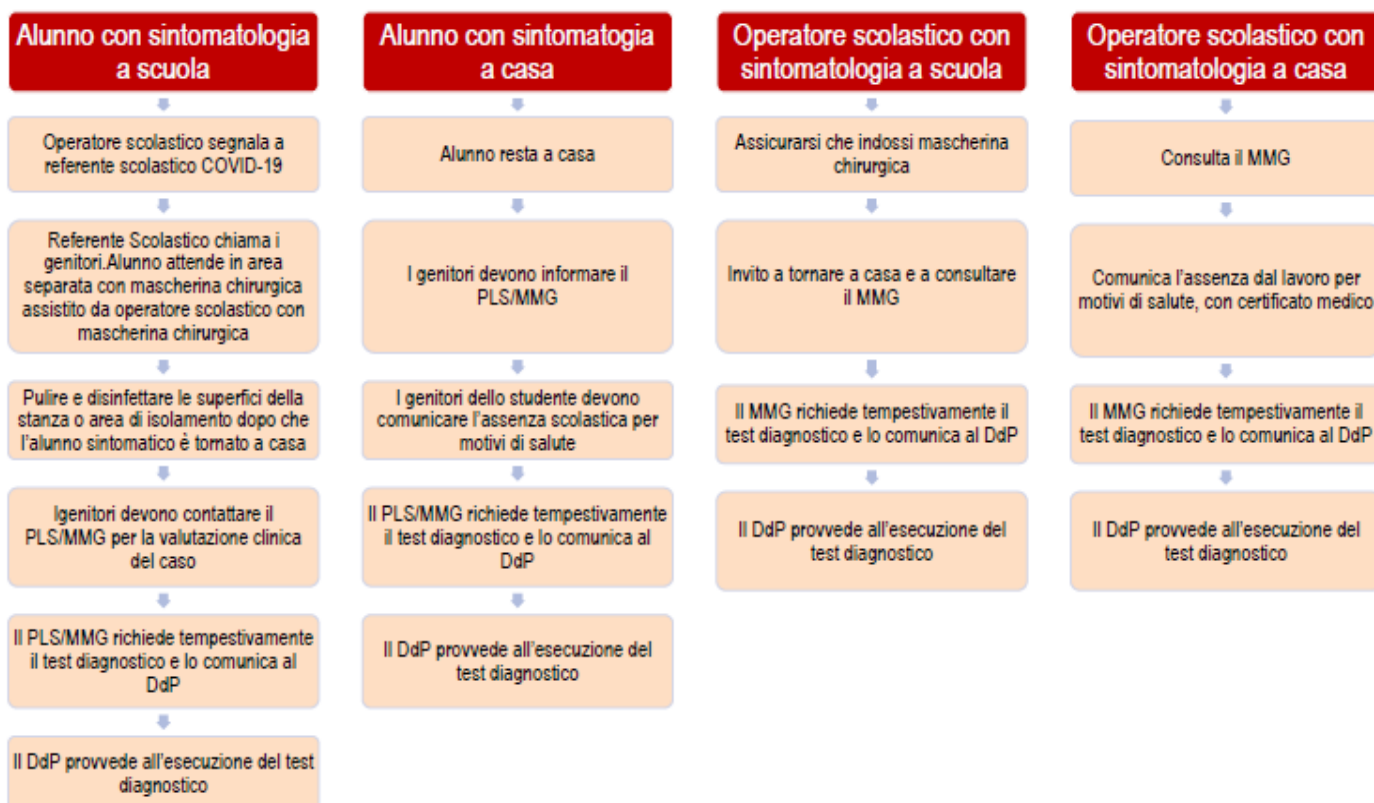 Alunno con sintomatologia
a scuola
Operatore scolastico segnala a
referente scolastico COVID-19
Referente Scolastico chiama i
genitori.Alunno attende in area
separata con mascherina chirurgica
assistito da operatore scolastico con
mascherina chirurgica
Pulire e disinfettare le superfici della
stanza o area di isolamento dopo che
l'alunno sintomatico è tornato a casa
Igenitori devono contattare il
PLS/MMG per la valutazione clinica
del caso
Il PLS/MMG richiede tempestivamente
il test diagnostico e lo comunica al
DdP
Il DdP provvede all'esecuzione del test
diagnostico
Alunno con sintomatogia
a casa
Alunno resta a casa
I genitori devono informare il
PLS/MMG
I genitori dello studente devono
comunicare l'assenza scolastica per
motivi di salute
Il PLS/MMG richiede tempestivamente
il test diagnostico e lo comunica al
DdP
Il DdP provvede all'esecuzione del
test diagnostico
Operatore scolastico con
sintomatologia a scuola
Assicurarsi che indossi mascherina
chirurgica
Invito a tornare a casa e a consultare
il MMG
Il MMG richiede tempestivamente il
test diagnostico e lo comunica al DdP
Il DdP provvede all'esecuzione del
test diagnostico
Operatore scolastico con
sintomatologia a casa
Consulta il MMG
Comunica l'assenza dal lavoro per
motivi di salute, con certificato medico
Il MMG richiede tempestivamente il
test diagnostico e lo comunica al DdP
Il DdP provvede all'esecuzione del
test diagnostico